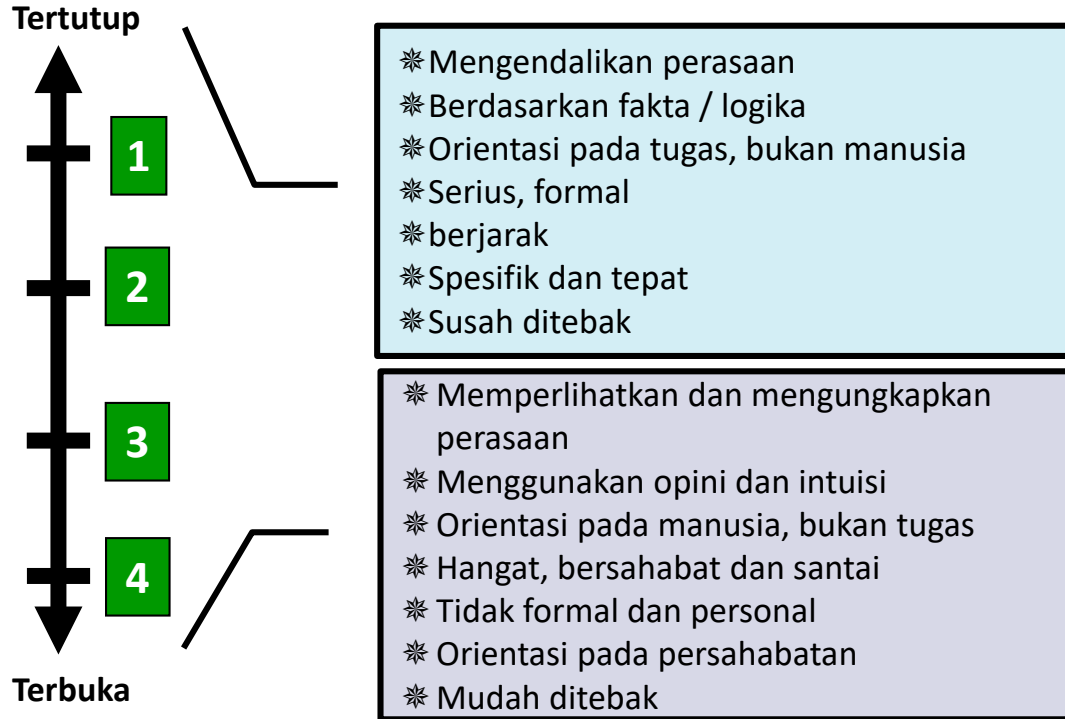 Tertutup
1
2
3
4
Terbuka
✵Mengendalikan perasaan
✵Berdasarkan fakta / logika
✵Orientasi pada tugas, bukan manusia
✵Serius, formal
✵berjarak
✵Spesifik dan tepat
✵Susah ditebak
✵ Memperlihatkan dan mengungkapkan
perasaan
✵ Menggunakan opini dan intuisi
✵ Orientasi pada manusia, bukan tugas
✵ Hangat, bersahabat dan santai
✵ Tidak formal dan personal
✵ Orientasi pada persahabatan
✵ Mudah ditebak